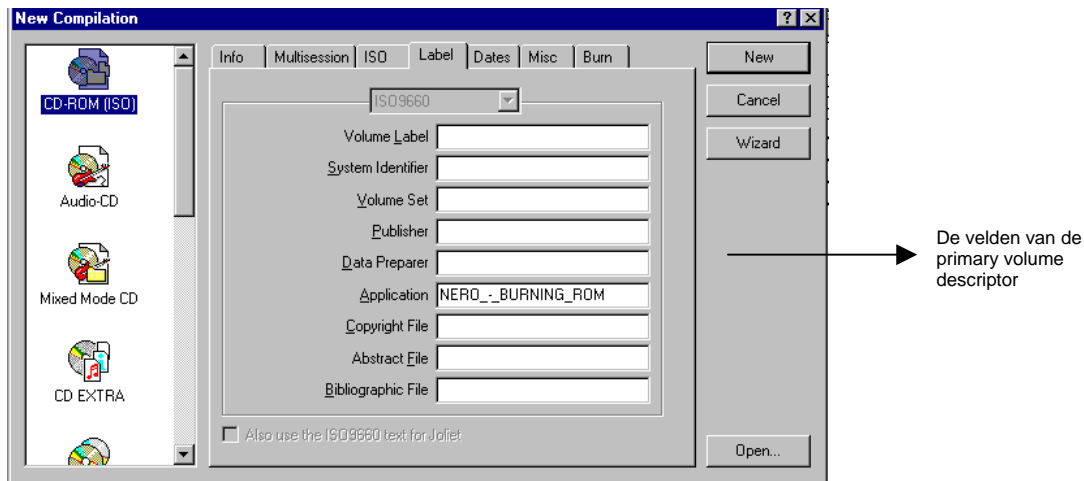 New Compilation
CD-ROM (ISO)
Audio-CD
Mixed Mode CD
CD EXTRA
Info Multisession ISO Label Dates Misc Burn
ISO9660
Volume Label
System Identifier
Volume Set
Publisher
Data Preparer
Application NERO_-_BURNING_ROM
Copyright File
Abstract File
Bibliographic File
Also use the ISO9660 text for Joliet
New
Cancel
Wizard
Open...
De velden van de
primary volume
descriptor